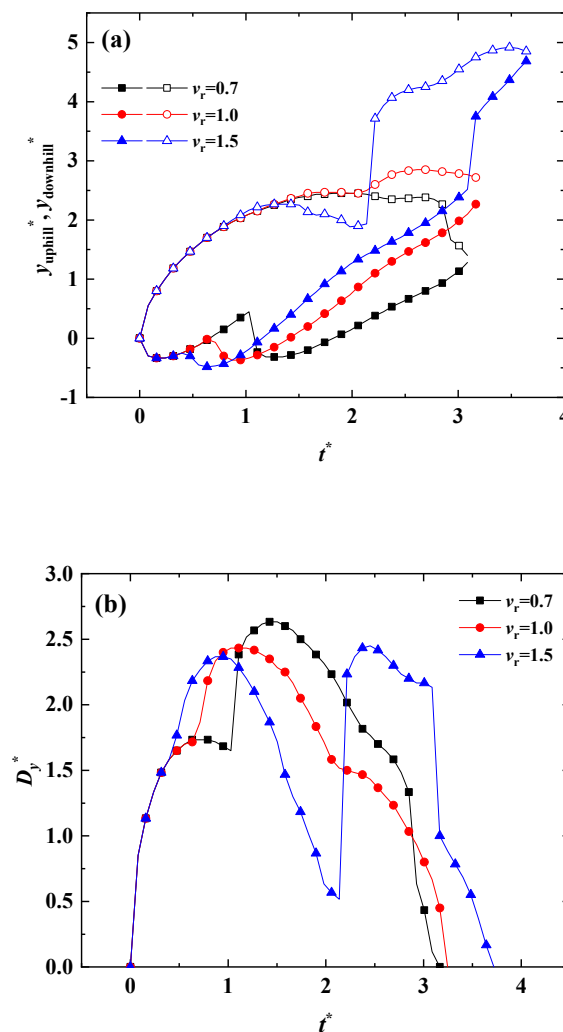 (a)
v_r=0.7
v_r=1.0
v_r=1.5
y_uphill^*, y_downhill^*
5
4
3
2
1
0
-1
0 1 2 3 4
t^*
(b)
v_r=0.7
v_r=1.0
v_r=1.5
D_y^*
3.0
2.5
2.0
1.5
1.0
0.5
0.0
0 1 2 3 4
t^*